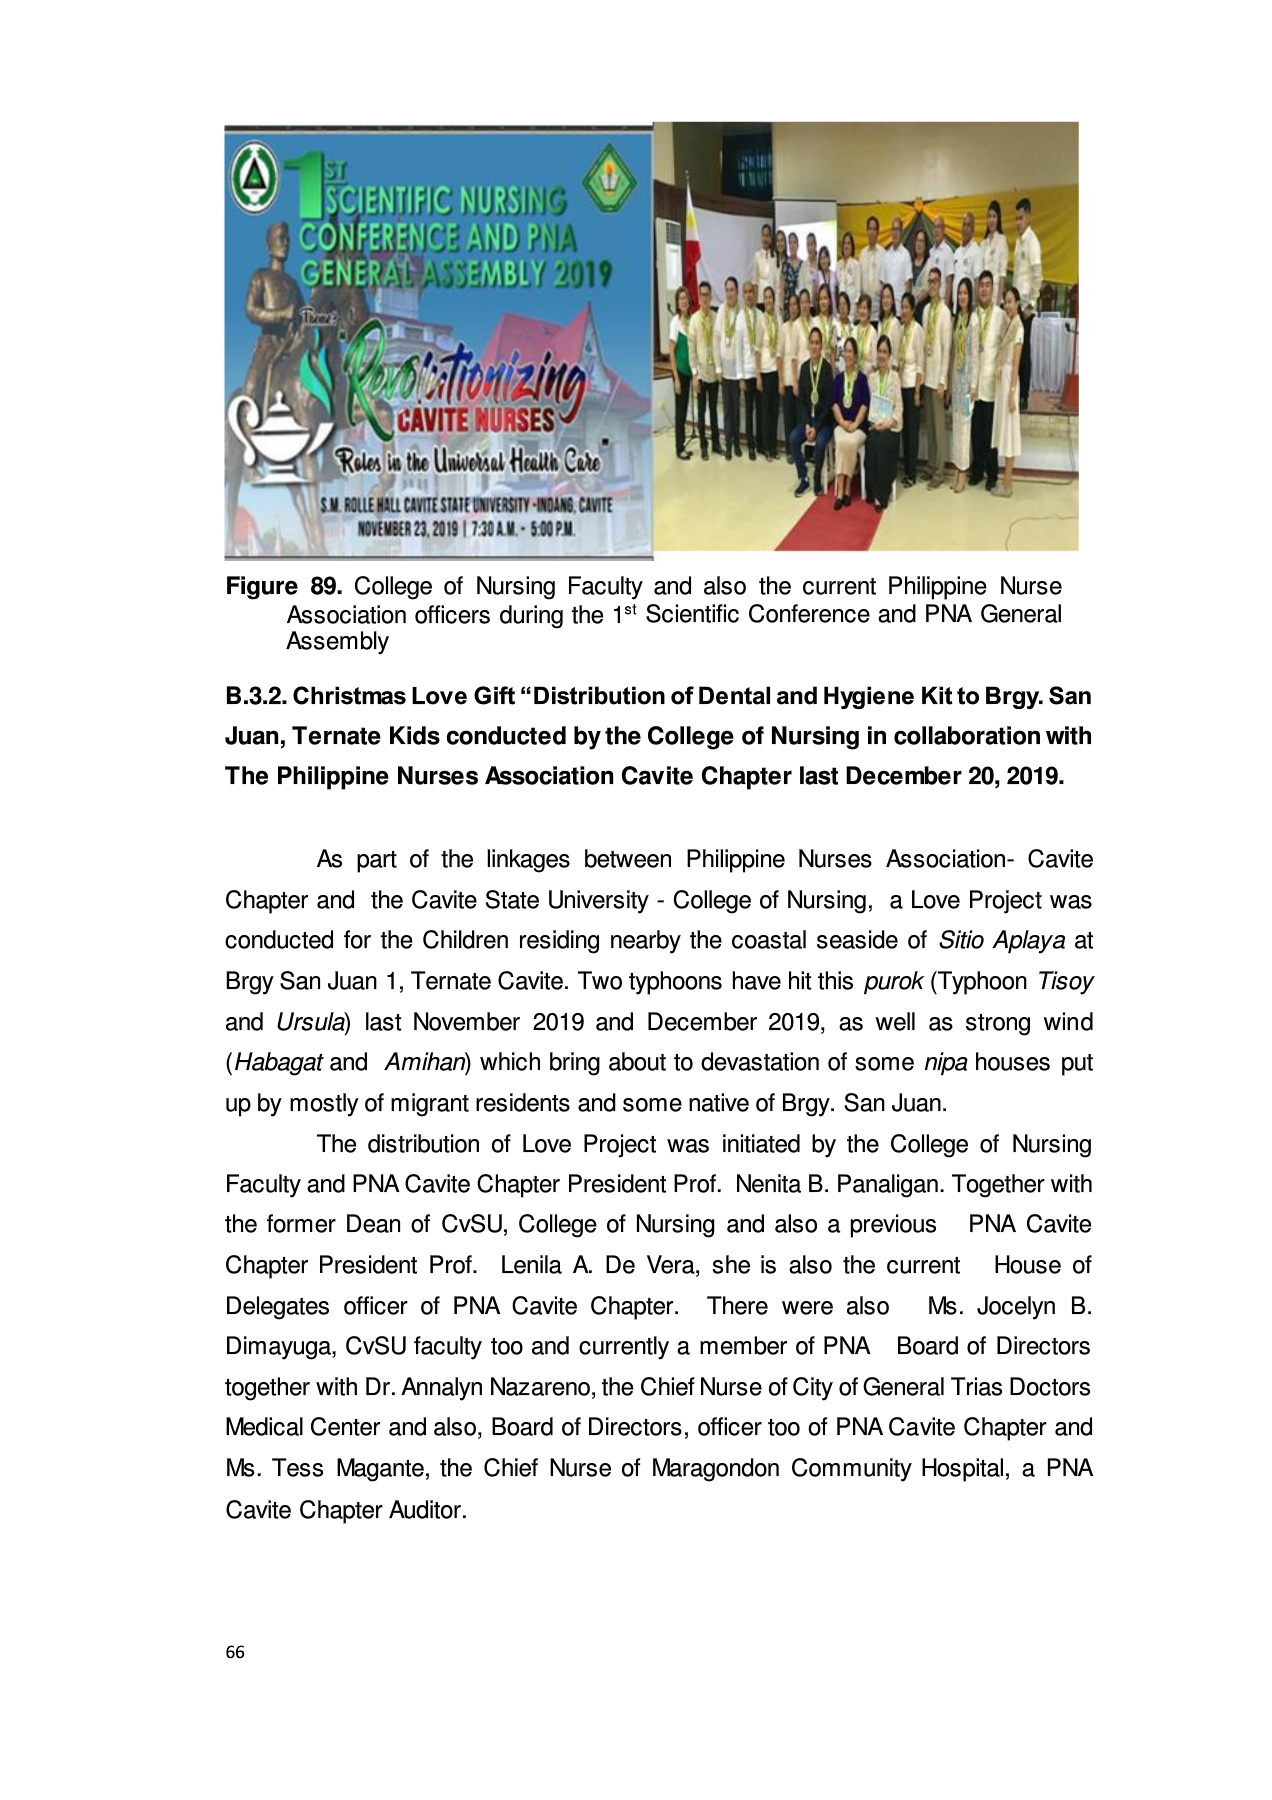 1ST
SCIENTIFIC NURSING
CONFERENCE AND PNA
GENERAL ASSEMBLY 2019
Theme:
"Revolutionizing
CAVITE NURSES
Roles in the Universal Health Care"
S.M. ROLLE HALL CAVITE STATE UNIVERSITY -INDANG, CAVITE
NOVEMBER 23, 2019 | 7:30 A.M. - 5:00 P.M.
Figure 89. College of Nursing Faculty and also the current Philippine Nurse
Association officers during the 1st Scientific Conference and PNA General
Assembly
B.3.2. Christmas Love Gift “Distribution of Dental and Hygiene Kit to Brgy. San
Juan, Ternate Kids conducted by the College of Nursing in collaboration with
The Philippine Nurses Association Cavite Chapter last December 20, 2019.
As part of the linkages between Philippine Nurses Association- Cavite
Chapter and the Cavite State University - College of Nursing, a Love Project was
conducted for the Children residing nearby the coastal seaside of Sitio Aplaya at
Brgy San Juan 1, Ternate Cavite. Two typhoons have hit this purok (Typhoon Tisoy
and Ursula) last November 2019 and December 2019, as well as strong wind
(Habagat and Amihan) which bring about to devastation of some nipa houses put
up by mostly of migrant residents and some native of Brgy. San Juan.
The distribution of Love Project was initiated by the College of Nursing
Faculty and PNA Cavite Chapter President Prof. Nenita B. Panaligan. Together with
the former Dean of CvSU, College of Nursing and also a previous PNA Cavite
Chapter President Prof. Lenila A. De Vera, she is also the current House of
Delegates officer of PNA Cavite Chapter. There were also Ms. Jocelyn B.
Dimayuga, CvSU faculty too and currently a member of PNA Board of Directors
together with Dr. Annalyn Nazareno, the Chief Nurse of City of General Trias Doctors
Medical Center and also, Board of Directors, officer too of PNA Cavite Chapter and
Ms. Tess Magante, the Chief Nurse of Maragondon Community Hospital, a PNA
Cavite Chapter Auditor.
66